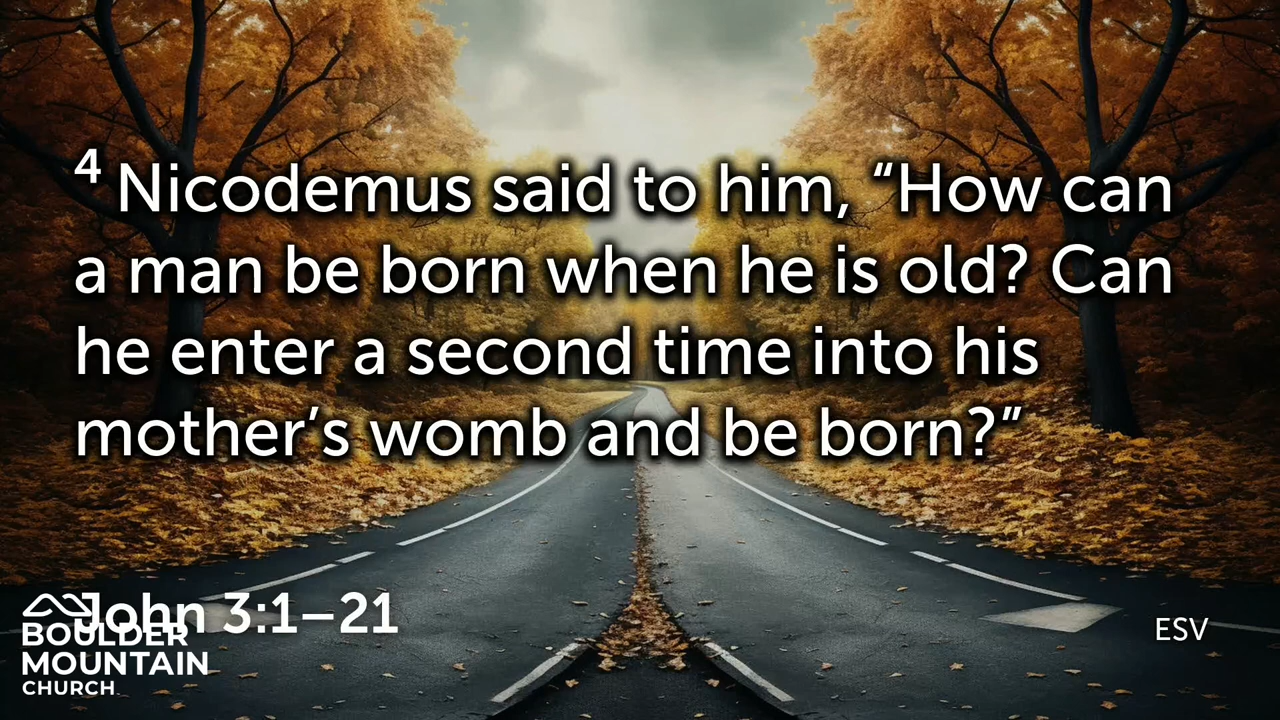 4 Nicodemus said to him, “How can
a man be born when he is old? Can
he enter a second time into his
mother’s womb and be born?”
John 3:1–21
BOULDER
MOUNTAIN
CHURCH
ESV